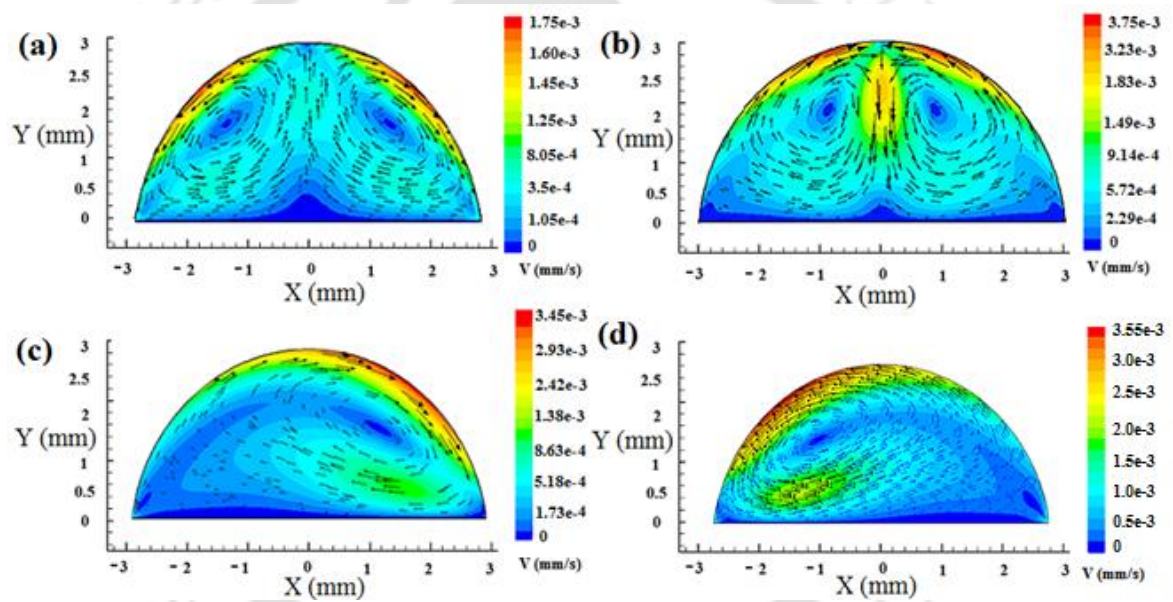 (a)
Y (mm)
3
2.5
2
1
0.5
0
-3 -2 -1 0 1 2 3
X (mm)
1.75e-3
1.60e-3
1.45e-3
1.25e-3
8.05e-4
3.5e-4
1.05e-4
0
V (mm/s)
(b)
Y (mm)
3
2.5
2
1
0.5
0
-3 -2 -1 0 1 2 3
X (mm)
3.75e-3
3.23e-3
1.83e-3
1.49e-3
9.14e-4
5.72e-4
2.29e-4
0
V (mm/s)
(c)
Y (mm)
3
2.5
2
1
0.5
0
-3 -2 -1 0 1 2 3
X (mm)
3.45e-3
2.93e-3
2.42e-3
1.38e-3
8.63e-4
5.18e-4
1.73e-4
0
V (mm/s)
(d)
Y (mm)
3
2.5
2
1
0.5
0
-3 -2 -1 0 1 2 3
X (mm)
3.55e-3
3.0e-3
2.5e-3
2.0e-3
1.5e-3
1.0e-3
0.5e-3
0
V (mm/s)